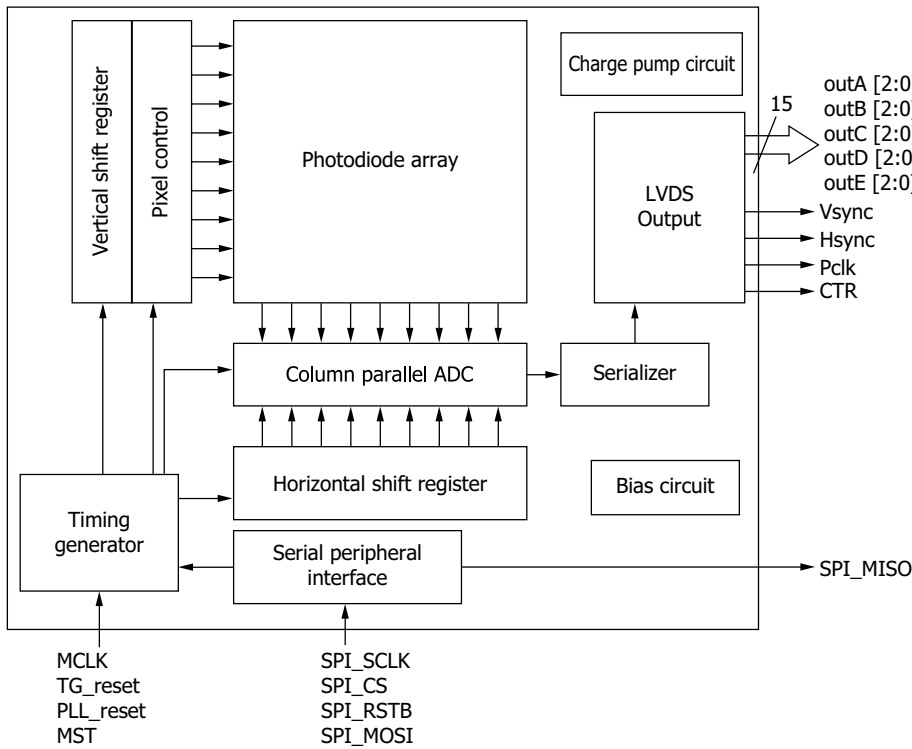 Vertical shift register
Pixel control
Photodiode array
Charge pump circuit
15
outA [2:0]
outB [2:0]
outC [2:0]
outD [2:0]
outE [2:0]
LVDS
Output
Vsync
Hsync
Pclk
CTR
Column parallel ADC
Serializer
Horizontal shift register
Bias circuit
Timing
generator
Serial peripheral
interface
SPI_MISO
MCLK
TG_reset
PLL_reset
MST
SPI_SCLK
SPI_CS
SPI_RSTB
SPI_MOSI